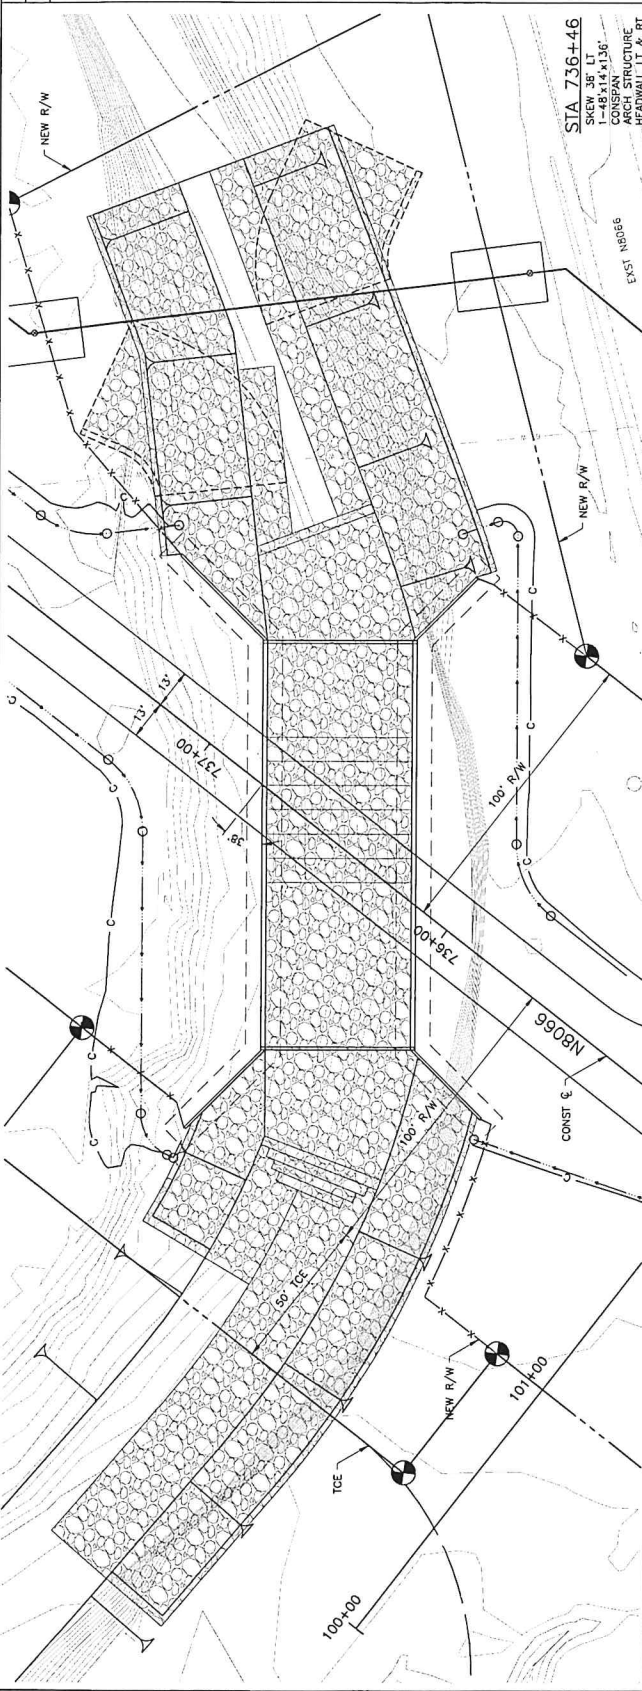 STA 736+46
SKEW 38' LT
1-48'x14'x136'
CONSPAN
ARCH STRUCTURE
HEADWALL LT & RT
NEW R/W
EXST N8066
NEW R/W
13'
13'
737+00
38'
100' R/W
736+00
N8066
CONST ℄
100' R/W
50' TCE
NEW R/W
101+00
TCE
100+00
x
C